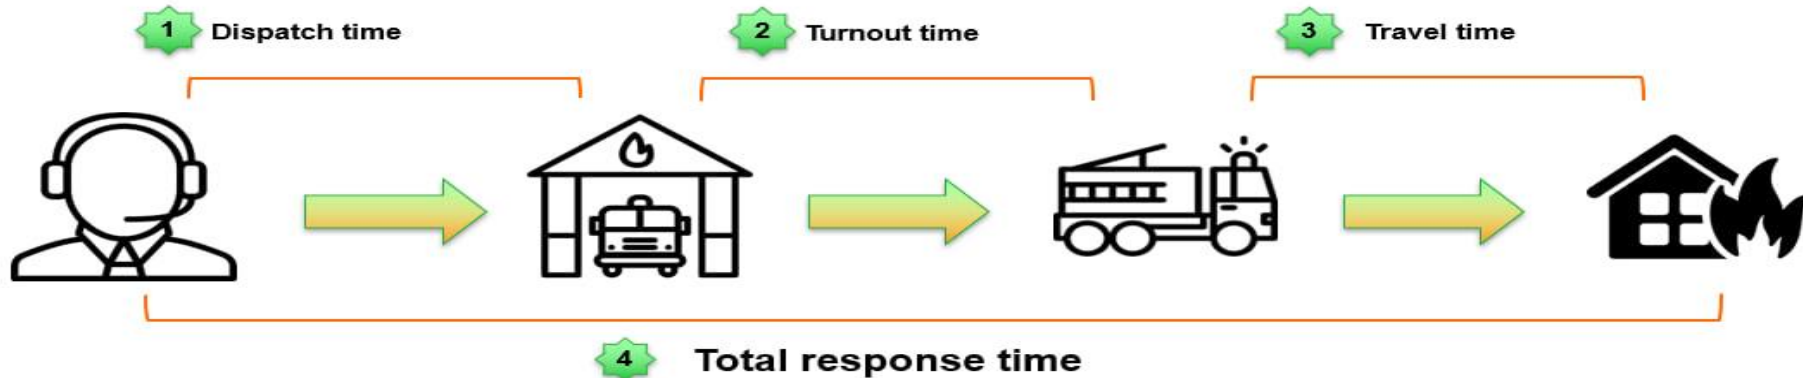 1 Dispatch time
2 Turnout time
3 Travel time
4 Total response time